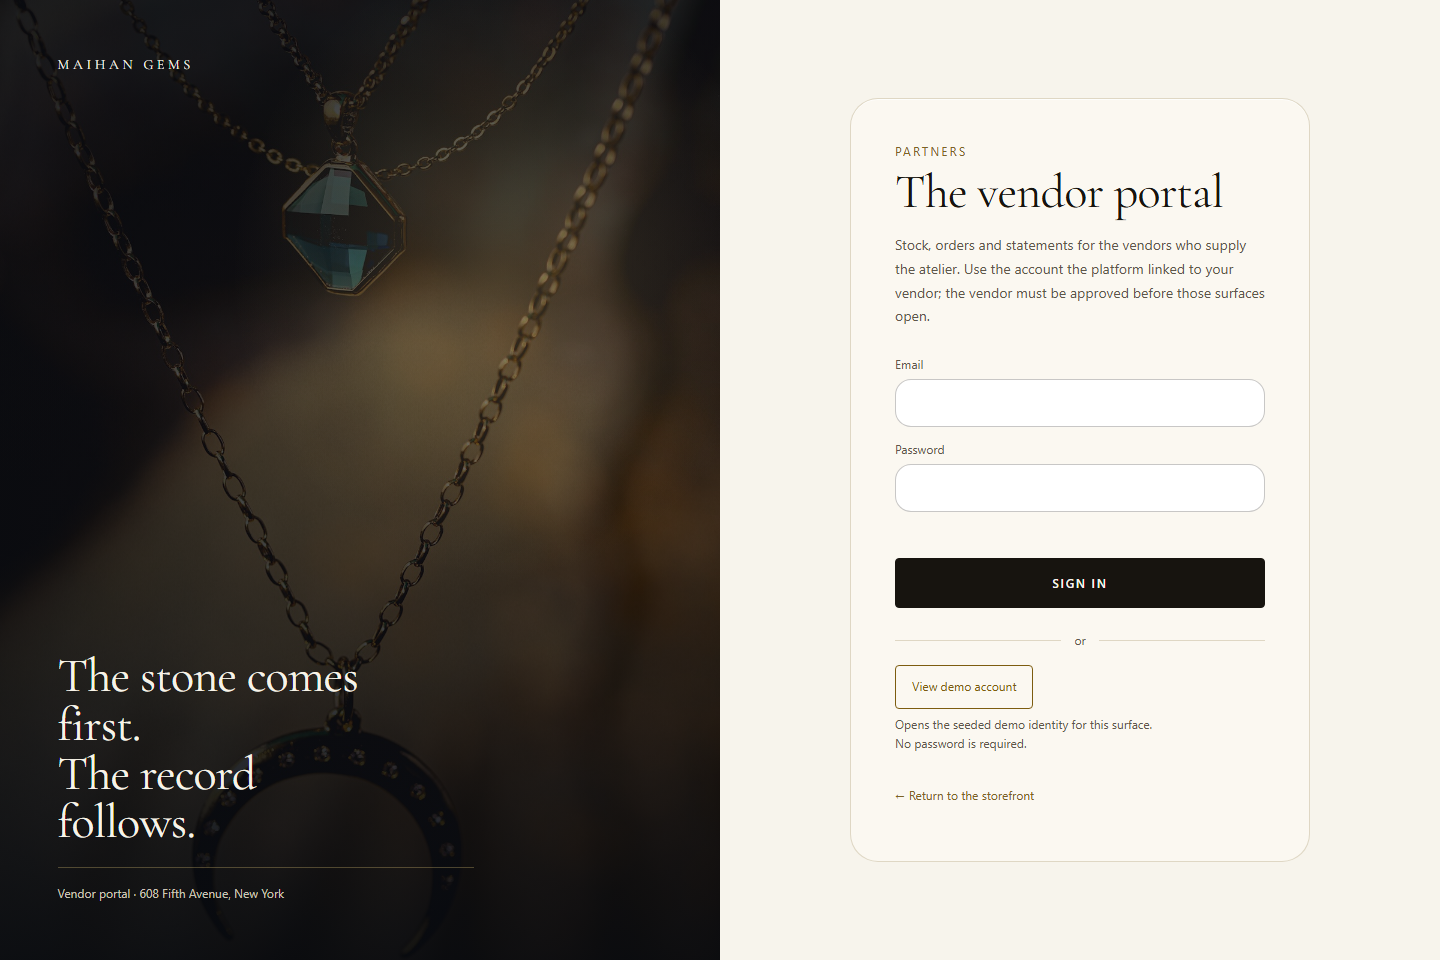 MAIHAN GEMS
The stone comes
first.
The record
follows.
Vendor portal · 608 Fifth Avenue, New York
PARTNERS
The vendor portal
Stock, orders and statements for the vendors who supply
the atelier. Use the account the platform linked to your
vendor; the vendor must be approved before those surfaces
open.
Email
Password
SIGN IN
or
View demo account
Opens the seeded demo identity for this surface.
No password is required.
← Return to the storefront